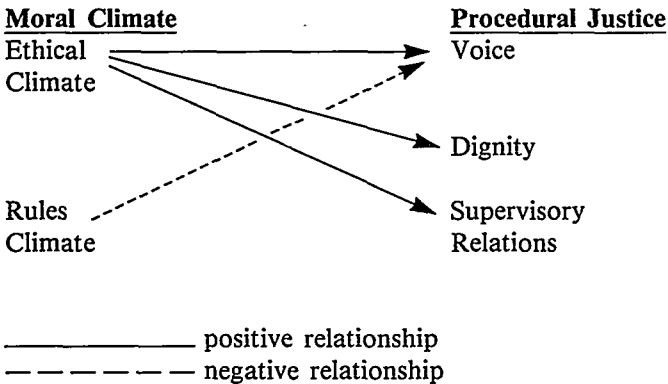 Moral Climate
Procedural Justice
Ethical
Climate
Voice
Dignity
Rules
Climate
Supervisory
Relations
positive relationship
negative relationship